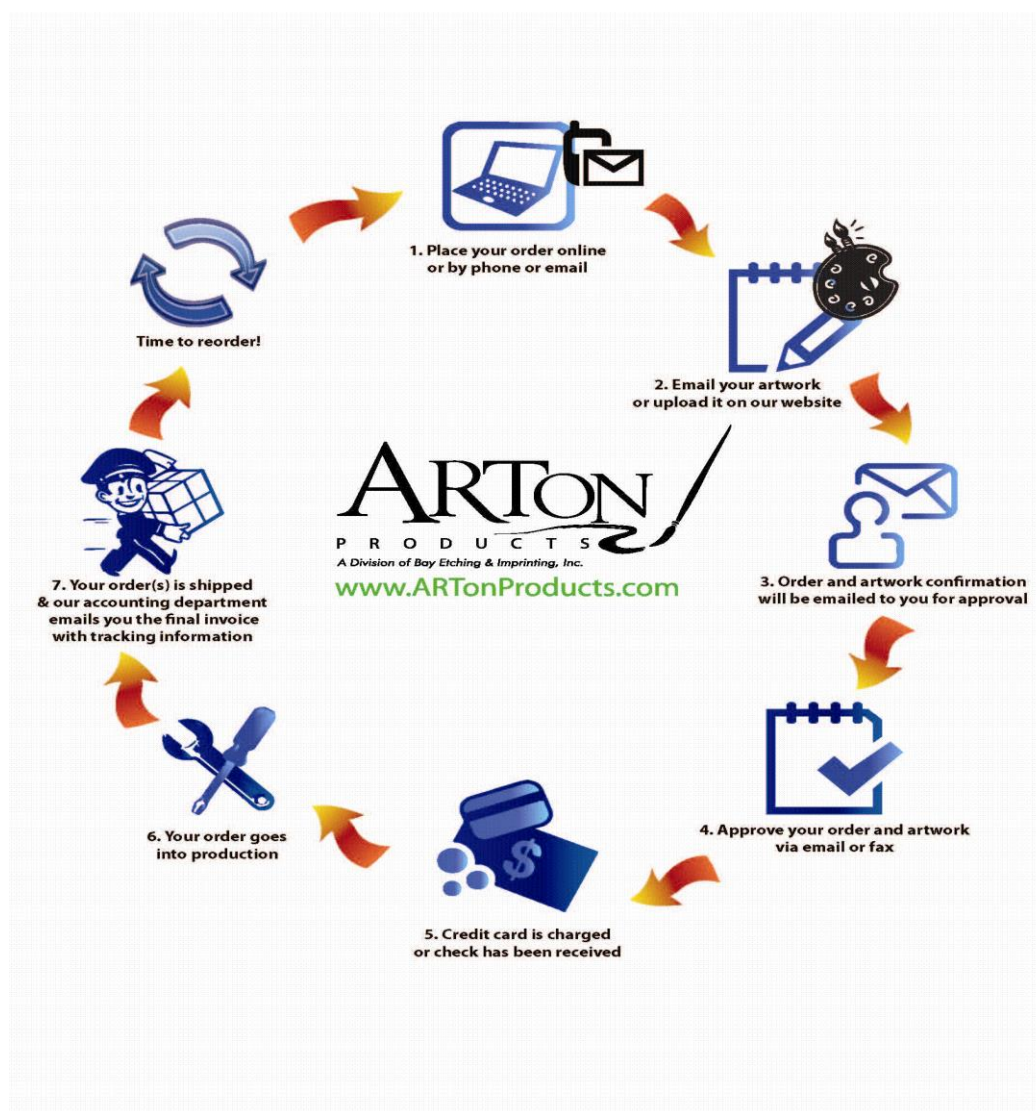 1. Place your order online
or by phone or email
2. Email your artwork
or upload it on our website
3. Order and artwork confirmation
will be emailed to you for approval
4. Approve your order and artwork
via email or fax
5. Credit card is charged
or check has been received
6. Your order goes
into production
7. Your order(s) is shipped
& our accounting department
emails you the final invoice
with tracking information
Time to reorder!
ARTON
PRODUCTS
A Division of Bay Etching & Imprinting, Inc.
www.ARTonProducts.com
$